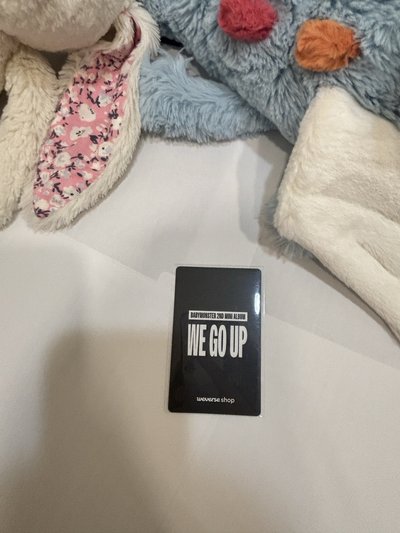 BABYMONSTER 2ND MINI ALBUM
WE GO UP
weverse shop